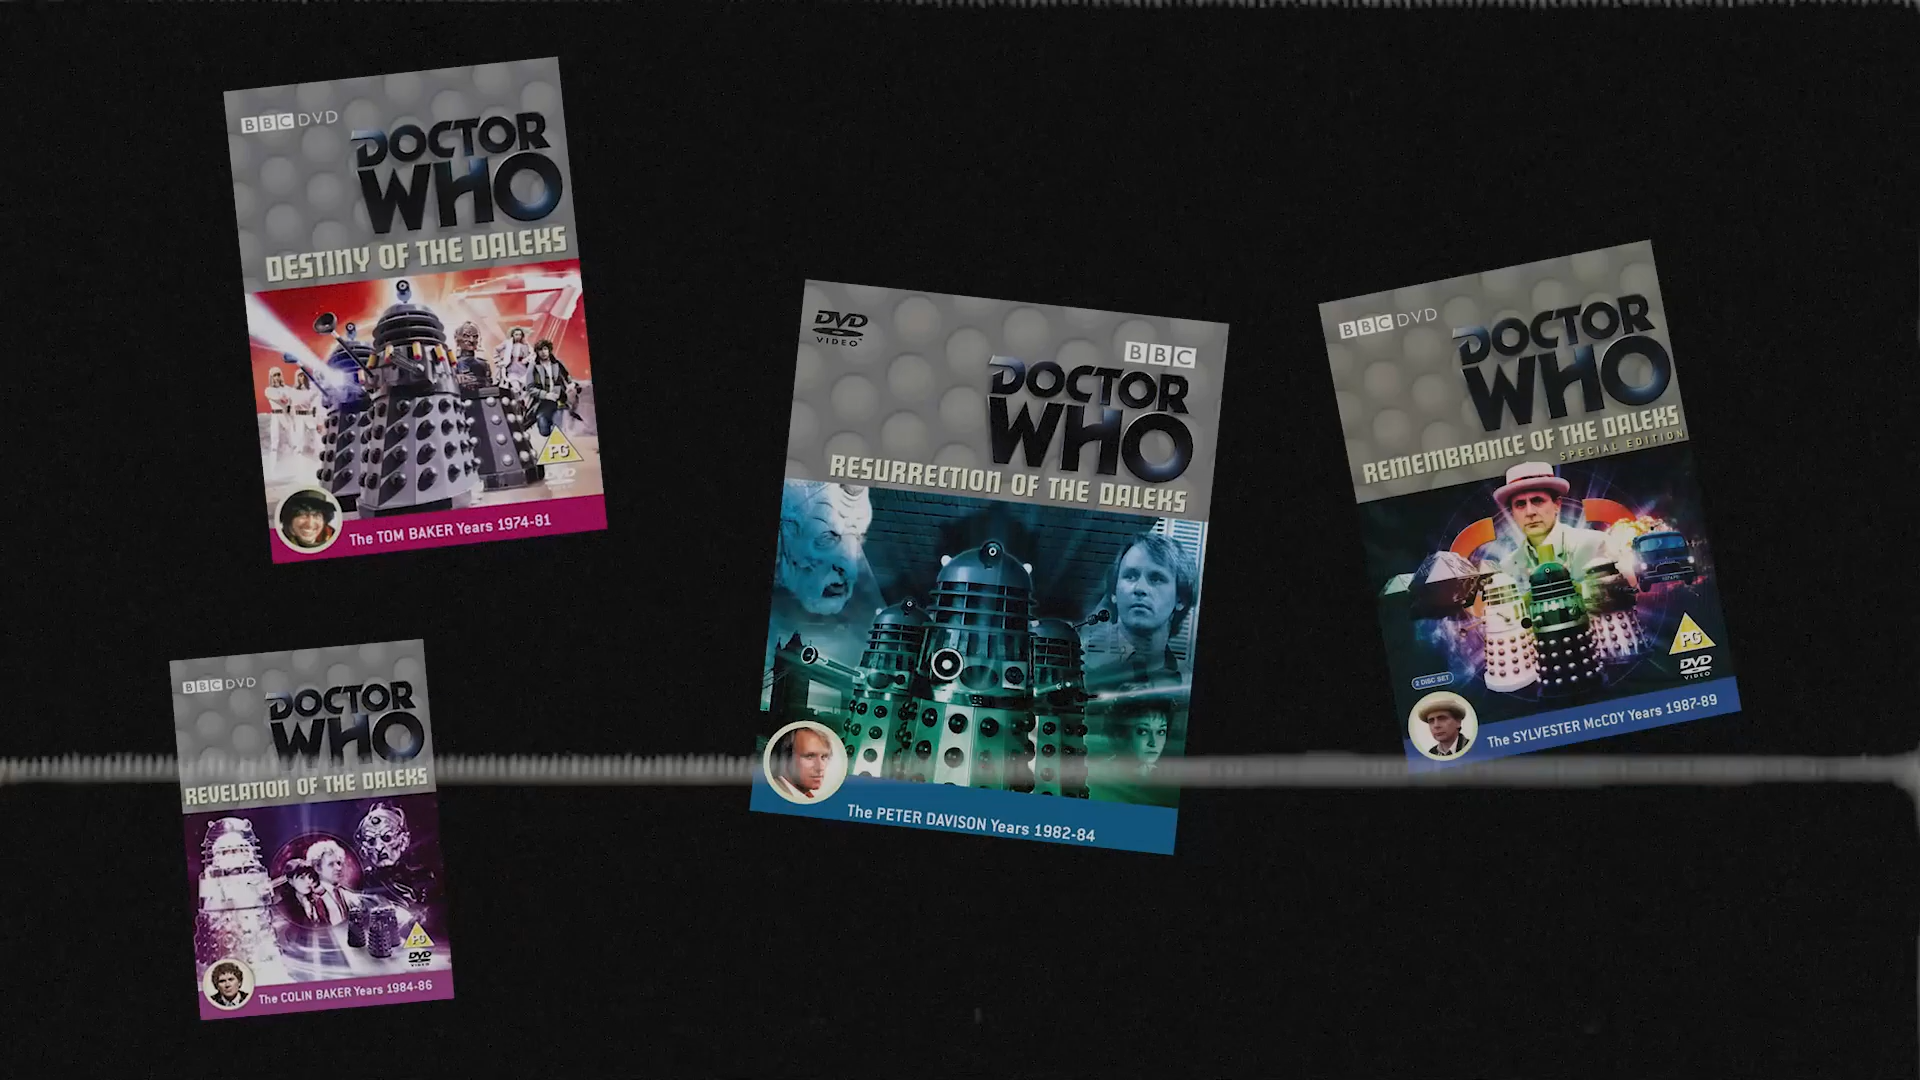 BBC DVD
DOCTOR
WHO
DESTINY OF THE DALEKS
PG
DVD
The TOM BAKER Years 1974-81
DVD
VIDEO
BBC
DOCTOR
WHO
RESURRECTION OF THE DALEKS
The PETER DAVISON Years 1982-84
BBC DVD
DOCTOR
WHO
REMEMBRANCE OF THE DALEKS
SPECIAL EDITION
PG
DVD
VIDEO
2 DISC SET
The SYLVESTER McCOY Years 1987-89
BBC DVD
DOCTOR
WHO
REVELATION OF THE DALEKS
PG
DVD
VIDEO
The COLIN BAKER Years 1984-86